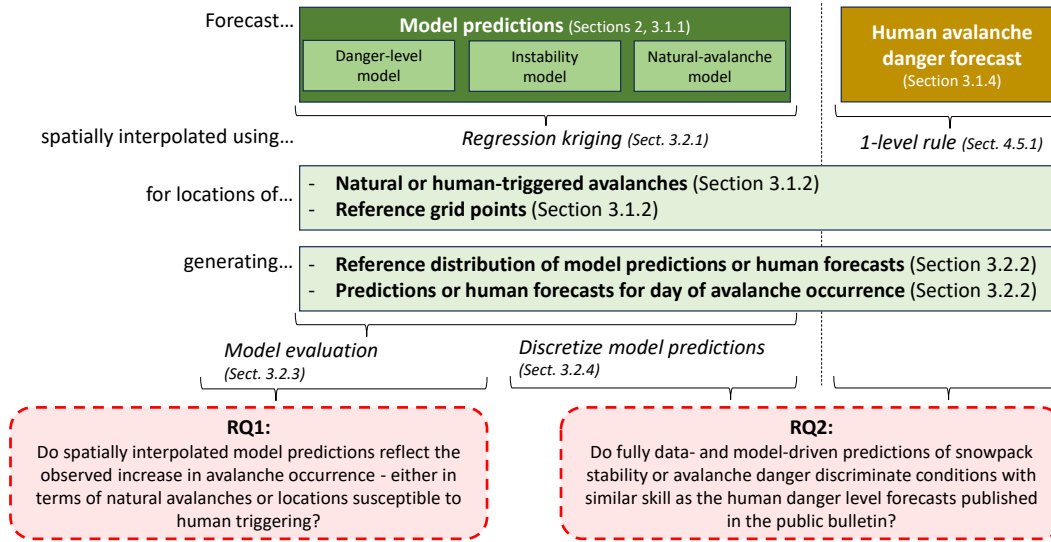 Forecast...
Model predictions (Sections 2, 3.1.1)
Danger-level
model
Instability
model
Natural-avalanche
model
Human avalanche
danger forecast
(Section 3.1.4)
spatially interpolated using...
Regression kriging (Sect. 3.2.1)
1-level rule (Sect. 4.5.1)
for locations of...
- Natural or human-triggered avalanches (Section 3.1.2)
- Reference grid points (Section 3.1.2)
generating...
- Reference distribution of model predictions or human forecasts (Section 3.2.2)
- Predictions or human forecasts for day of avalanche occurrence (Section 3.2.2)
Model evaluation
(Sect. 3.2.3)
Discretize model predictions
(Sect. 3.2.4)
RQ1:
Do spatially interpolated model predictions reflect the
observed increase in avalanche occurrence - either in
terms of natural avalanches or locations susceptible to
human triggering?
RQ2:
Do fully data- and model-driven predictions of snowpack
stability or avalanche danger discriminate conditions with
similar skill as the human danger level forecasts published
in the public bulletin?